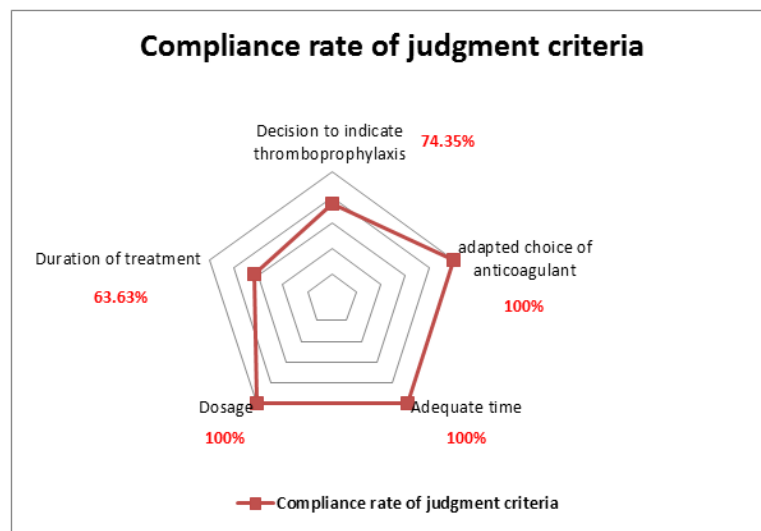 Compliance rate of judgment criteria
Decision to indicate
thromboprophylaxis
74.35%
adapted choice of
anticoagulant
100%
Adequate time
100%
Dosage
100%
Duration of treatment
63.63%
Compliance rate of judgment criteria